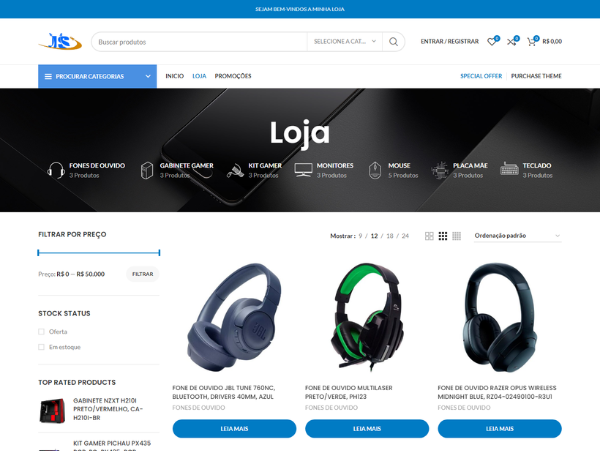 SEJAM BEM-VINDOS A MINHA LOJA
JS
Buscar produtos
SELECIONE A CAT...
ENTRAR / REGISTRAR
0
0
0
R$ 0,00
PROCURAR CATEGORIAS
INICIO
LOJA
PROMOÇÕES
SPECIAL OFFER
PURCHASE THEME
Loja
FONES DE OUVIDO
3 Produtos
GABINETE GAMER
3 Produtos
KIT GAMER
3 Produtos
MONITORES
3 Produtos
MOUSE
5 Produtos
PLACA MÃE
3 Produtos
TECLADO
3 Produtos
FILTRAR POR PREÇO
Preço: R$ 0 — R$ 50.000
FILTRAR
STOCK STATUS
Oferta
Em estoque
TOP RATED PRODUCTS
GABINETE NZXT H210I
PRETO/VERMELHO, CA-
H210I-BR
KIT GAMER PICHAU PX435
Mostrar : 9 / 12 / 18 / 24
Ordenação padrão
FONE DE OUVIDO JBL TUNE 760NC,
BLUETOOTH, DRIVERS 40MM, AZUL
FONES DE OUVIDO
LEIA MAIS
FONE DE OUVIDO MULTILASER
PRETO/VERDE, PH123
FONES DE OUVIDO
LEIA MAIS
FONE DE OUVIDO RAZER OPUS WIRELESS
MIDNIGHT BLUE, RZ04-02490100-R3U1
FONES DE OUVIDO
LEIA MAIS